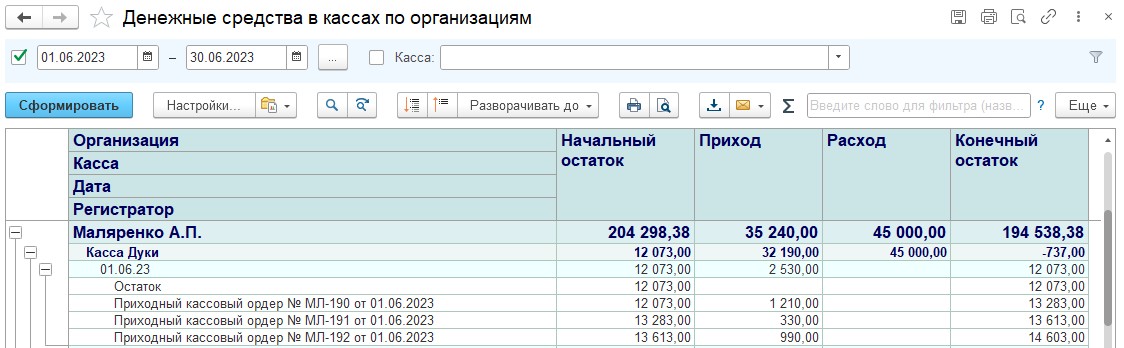 Денежные средства в кассах по организациям
01.06.2023 – 30.06.2023 ... Касса:
Сформировать Настройки... Разворачивать до Σ Введите слово для фильтра (назв... ? Еще
Организация Начальный остаток Приход Расход Конечный остаток
Касса
Дата
Регистратор
Маляренко А.П. 204 298,38 35 240,00 45 000,00 194 538,38
Касса Дуки 12 073,00 32 190,00 45 000,00 -737,00
01.06.23 12 073,00 2 530,00 12 073,00
Остаток 12 073,00 12 073,00
Приходный кассовый ордер № МЛ-190 от 01.06.2023 12 073,00 1 210,00 13 283,00
Приходный кассовый ордер № МЛ-191 от 01.06.2023 13 283,00 330,00 13 613,00
Приходный кассовый ордер № МЛ-192 от 01.06.2023 13 613,00 990,00 14 603,00